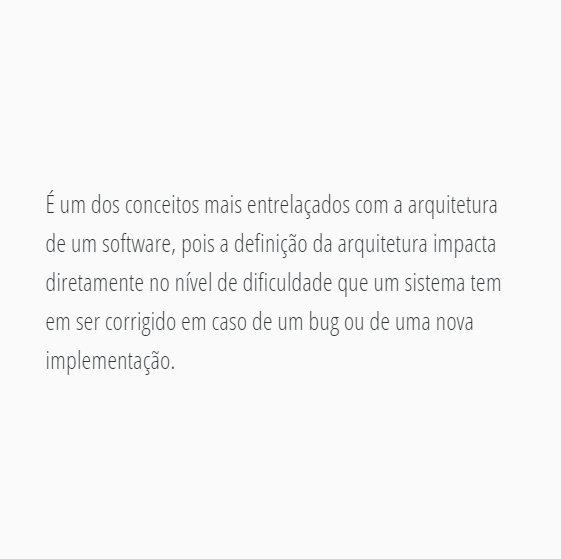 É um dos conceitos mais entrelaçados com a arquitetura
de um software, pois a definição da arquitetura impacta
diretamente no nível de dificuldade que um sistema tem
em ser corrigido em caso de um bug ou de uma nova
implementação.